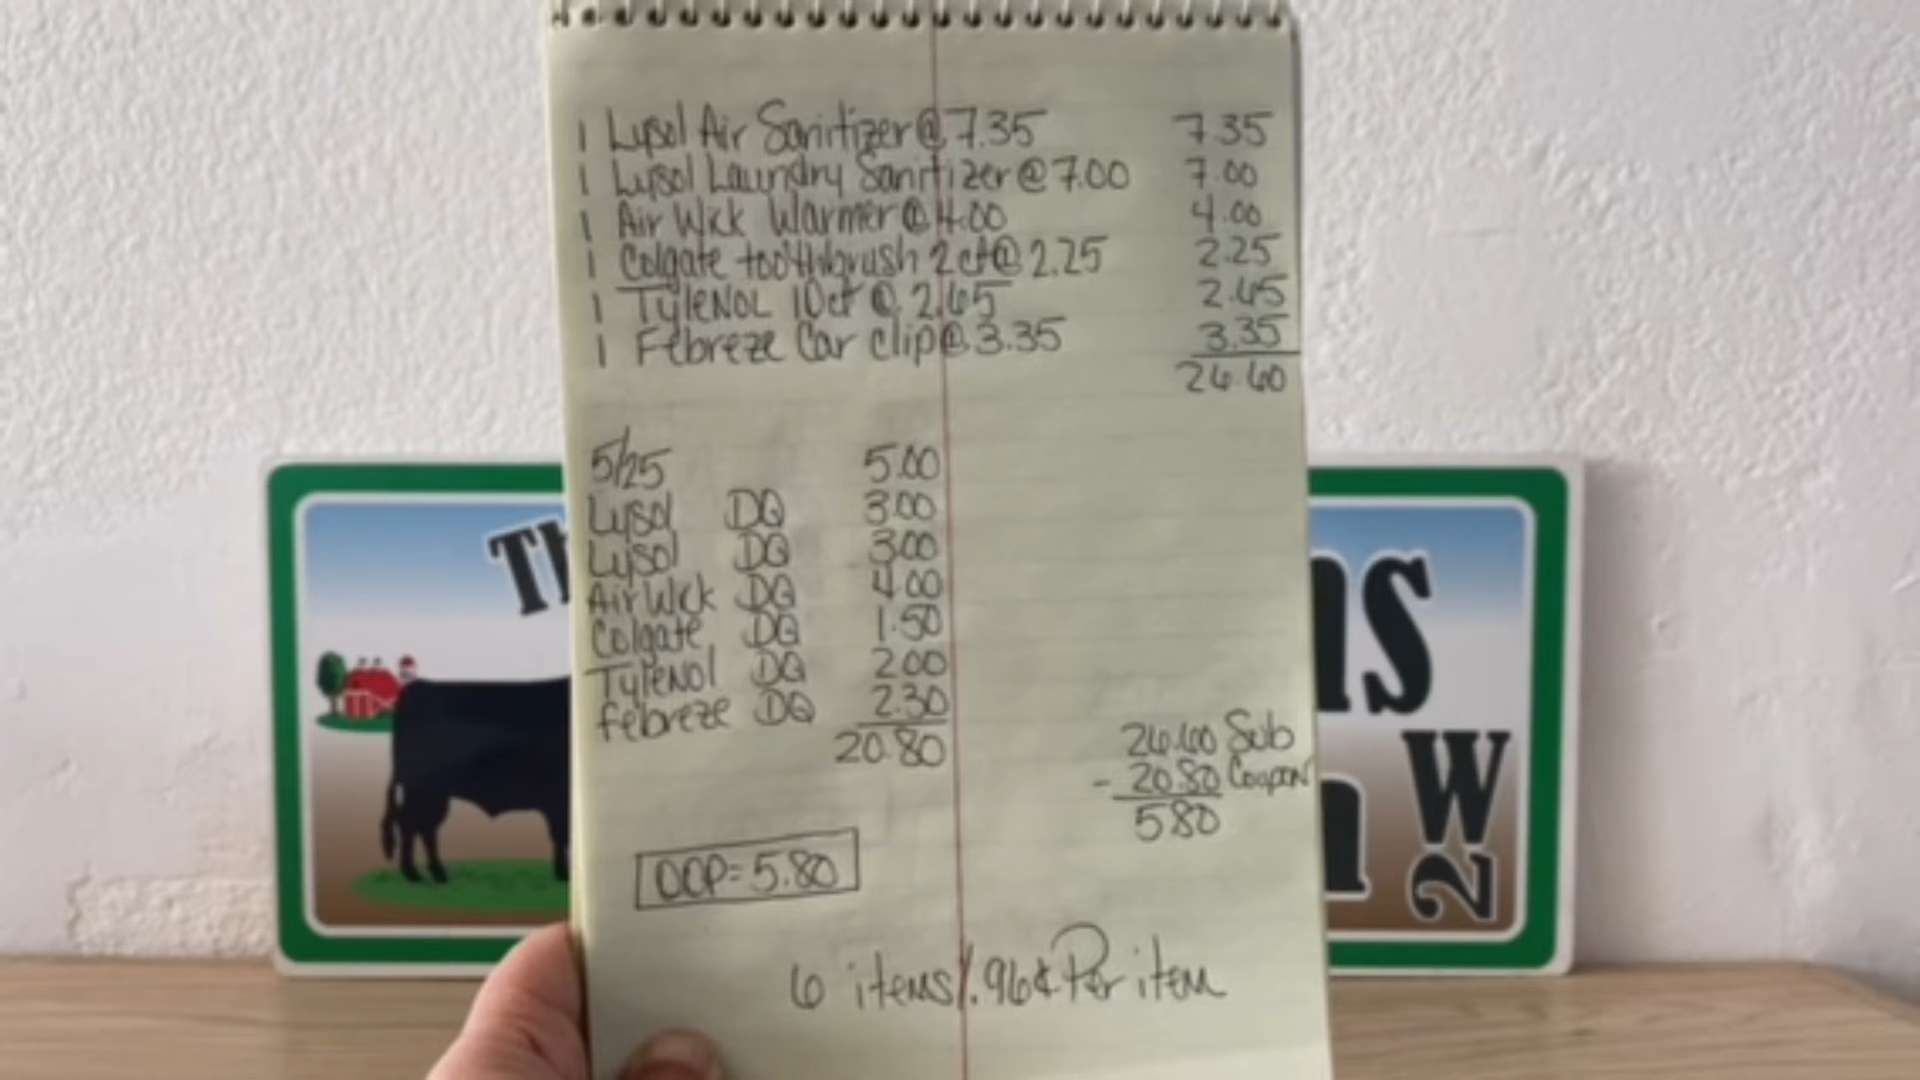 1 Lysol Air Sanitizer @ 7.35 7.35
1 Lysol Laundry Sanitizer @ 7.00 7.00
1 Air Wick Warmer @ 4.00 4.00
1 Colgate toothbrush 2ct @ 2.25 2.25
1 TyleNOL 10ct @ 2.65 2.65
1 Febreze Car clip @ 3.35 3.35
26.60
5/25 5.00
Lysol DQ 3.00
Lysol DQ 3.00
Air Wick DQ 4.00
Colgate DQ 1.50
Tylenol DQ 2.00
febreze DQ 2.30
20.80
26.60 Sub
- 20.80 Coupon
5.80
OOP = 5.80
6 items / .96¢ Per item
W
2